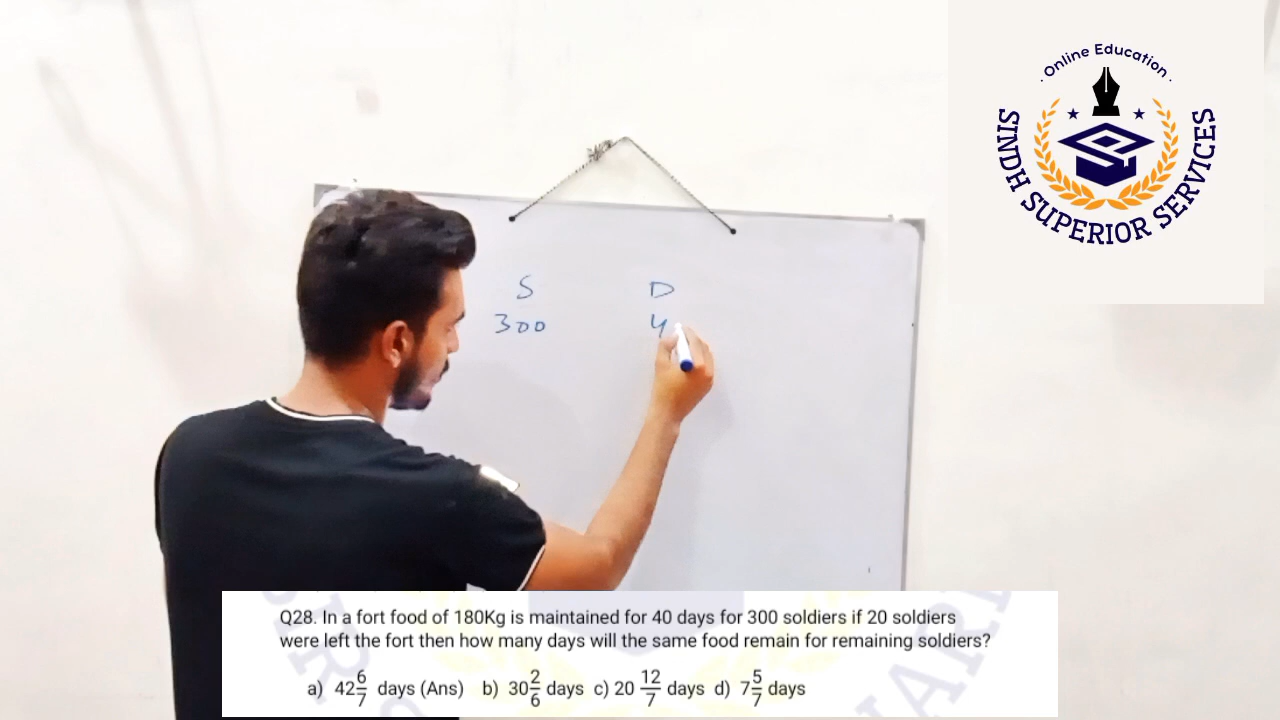 · Online Education ·
SINDH SUPERIOR SERVICES
S D
300 4
Q28. In a fort food of 180Kg is maintained for 40 days for 300 soldiers if 20 soldiers
were left the fort then how many days will the same food remain for remaining soldiers?
a) 42 6/7 days (Ans) b) 30 2/6 days c) 20 12/7 days d) 7 5/7 days